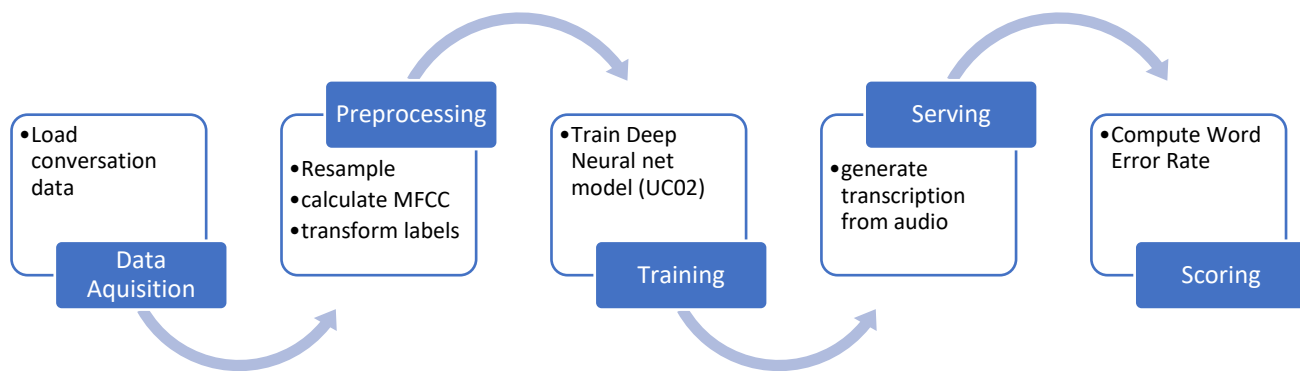 •Load
conversation
data
Data
Aquisition
Preprocessing
•Resample
•calculate MFCC
•transform labels
•Train Deep
Neural net
model (UC02)
Training
Serving
•generate
transcription
from audio
•Compute Word
Error Rate
Scoring